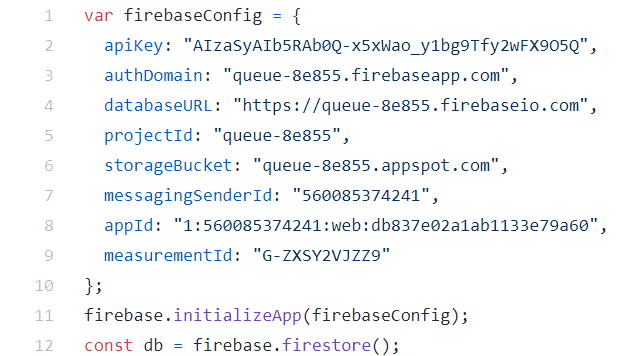 1 var firebaseConfig = {
2 apiKey: "AIzaSyAIb5RAb0Q-x5xWao_y1bg9Tfy2wFX9O5Q",
3 authDomain: "queue-8e855.firebaseapp.com",
4 databaseURL: "https://queue-8e855.firebaseio.com",
5 projectId: "queue-8e855",
6 storageBucket: "queue-8e855.appspot.com",
7 messagingSenderId: "560085374241",
8 appId: "1:560085374241:web:db837e02a1ab1133e79a60",
9 measurementId: "G-ZXSY2VJZZ9"
10 };
11 firebase.initializeApp(firebaseConfig);
12 const db = firebase.firestore();